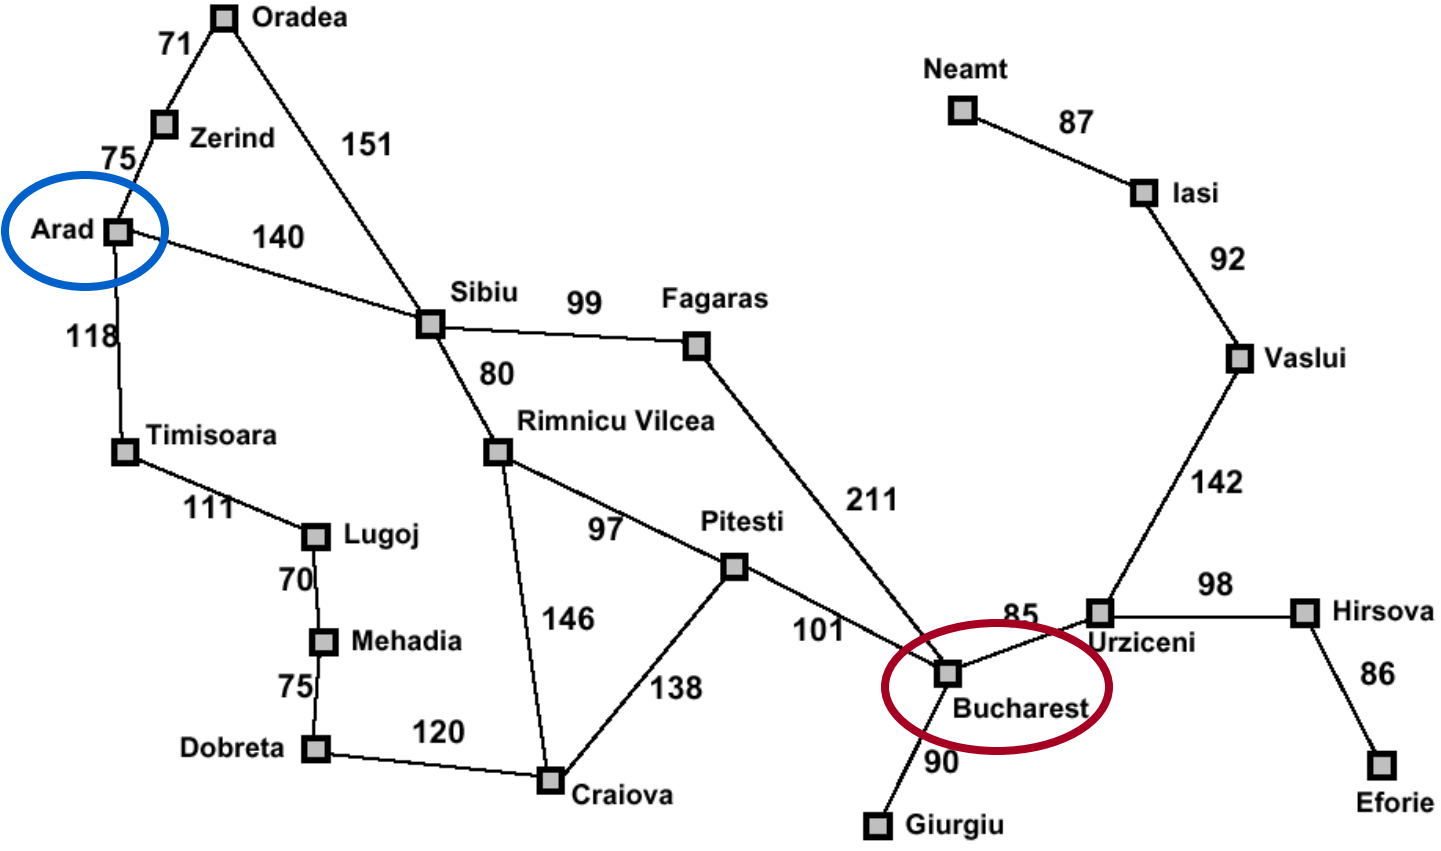 Oradea
71
Neamt
87
Zerind
151
75
Iasi
Arad
140
92
Sibiu
99
Fagaras
118
80
Vaslui
Timisoara
Rimnicu Vilcea
111
211
142
Lugoj
97
Pitesti
70
98
Mehadia
146
101
85
Hirsova
Urziceni
75
138
86
Bucharest
Dobreta
120
90
Craiova
Eforie
Giurgiu